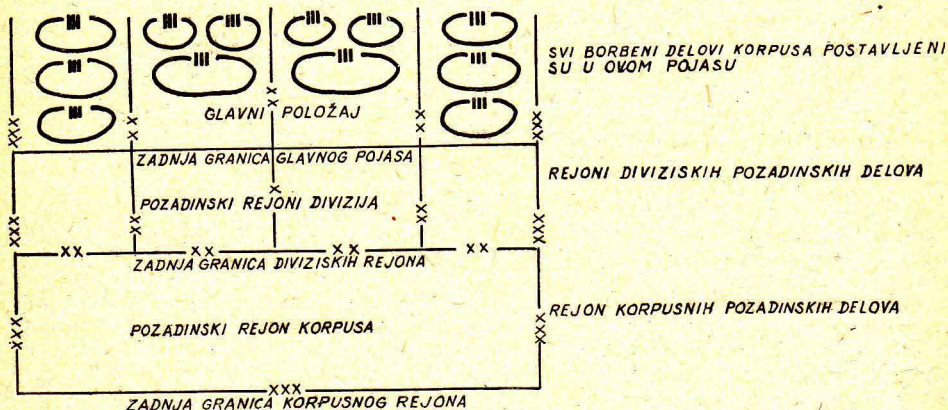 SVI BORBENI DELOVI KORPUSA POSTAVLJENI
SU U OVOM POJASU
GLAVNI POLOŽAJ
ZADNJA GRANICA GLAVNOG POJASA
REJONI DIVIZISKIH POZADINSKIH DELOVA
POZADINSKI REJONI DIVIZIJA
ZADNJA GRANICA DIVIZISKIH REJONA
REJON KORPUSNIH POZADINSKIH DELOVA
POZADINSKI REJON KORPUSA
ZADNJA GRANICA KORPUSNOG REJONA